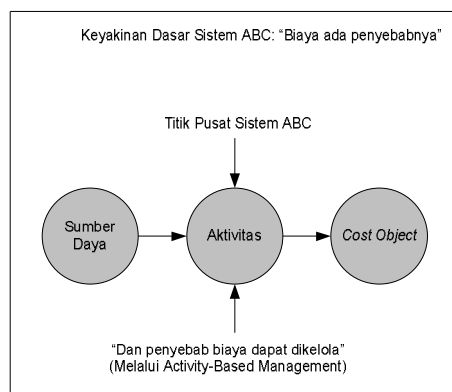 Keyakinan Dasar Sistem ABC: “Biaya ada penyebabnya”
Titik Pusat Sistem ABC
Sumber
Daya
Aktivitas
Cost Object
“Dan penyebab biaya dapat dikelola”
(Melalui Activity-Based Management)